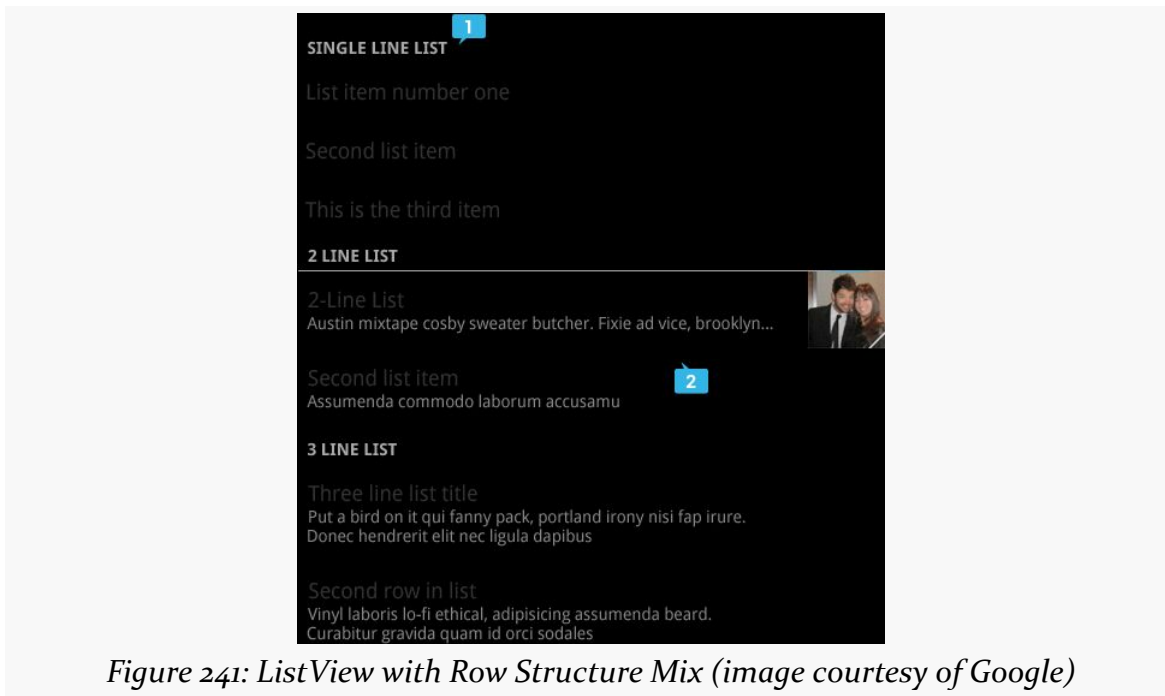 1
SINGLE LINE LIST
List item number one
Second list item
This is the third item
2 LINE LIST
2-Line List
Austin mixtape cosby sweater butcher. Fixie ad vice, brooklyn...
2
Second list item
Assumenda commodo laborum accusamu
3 LINE LIST
Three line list title
Put a bird on it qui fanny pack, portland irony nisi fap irure.
Donec hendrerit elit nec ligula dapibus
Second row in list
Vinyl laboris lo-fi ethical, adipisicing assumenda beard.
Curabitur gravida quam id orci sodales
Figure 241: ListView with Row Structure Mix (image courtesy of Google)